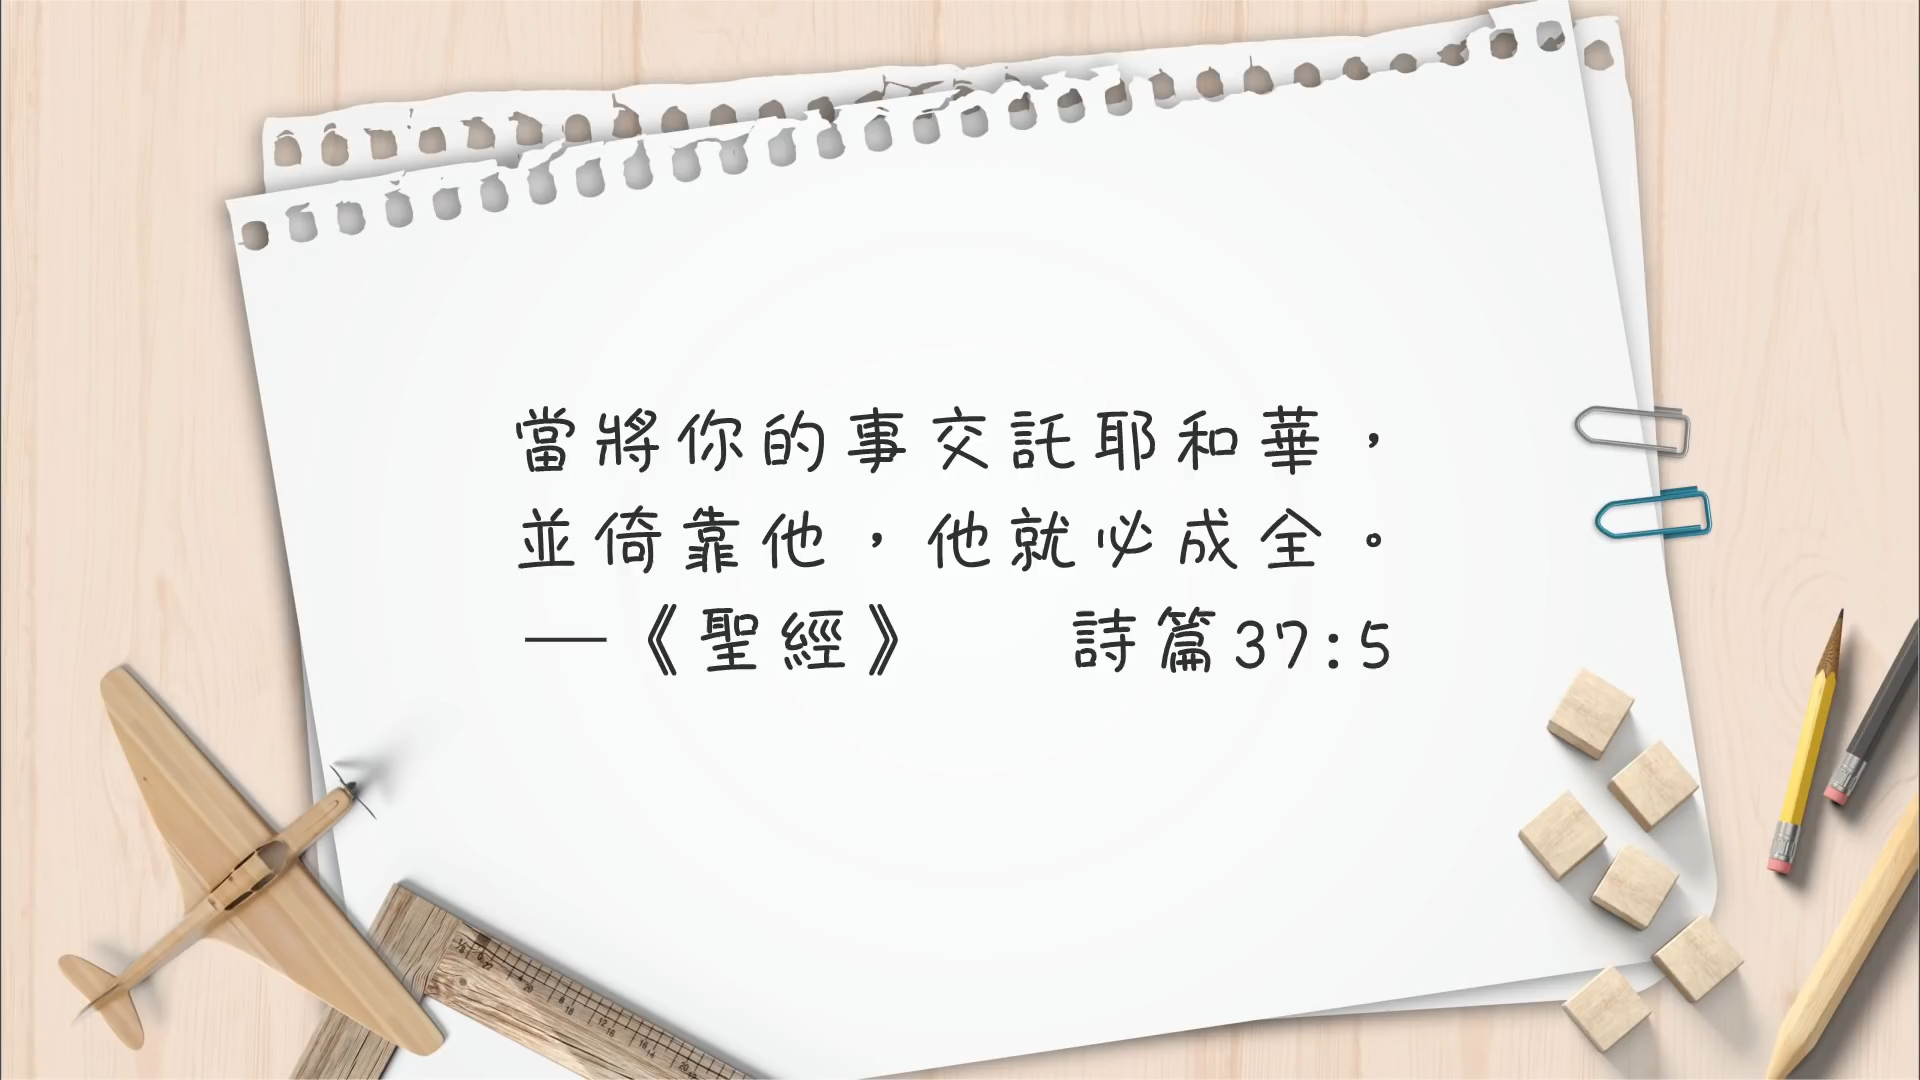 當將你的事交託耶和華，
並倚靠他，他就必成全。
—《聖經》　　詩篇37:5